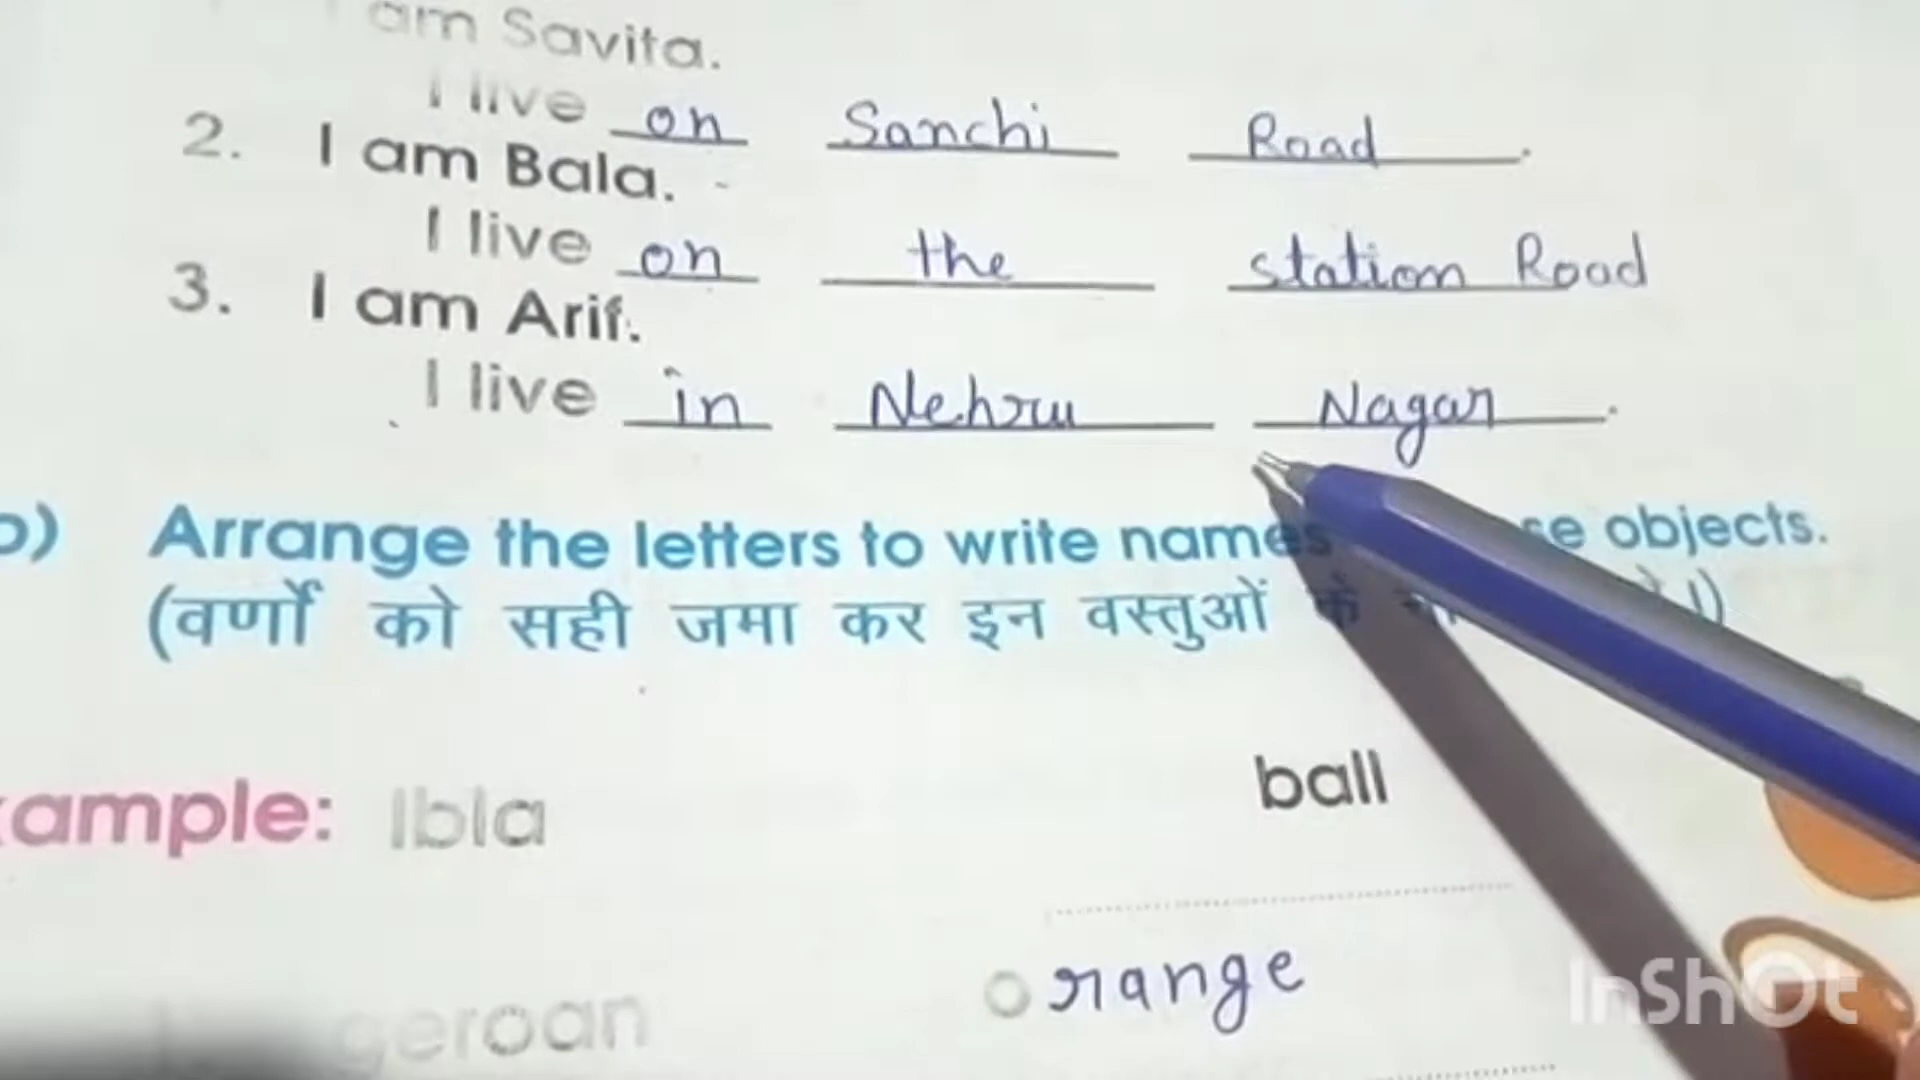 am Savita.
I live on Sanchi Road.
2. I am Bala.
I live on the station Road
3. I am Arif.
I live in Nehru Nagar.
b) Arrange the letters to write names se objects.
(वर्णों को सही जमा कर इन वस्तुओं के
ample: lbla ball
geroan orange
InShOt